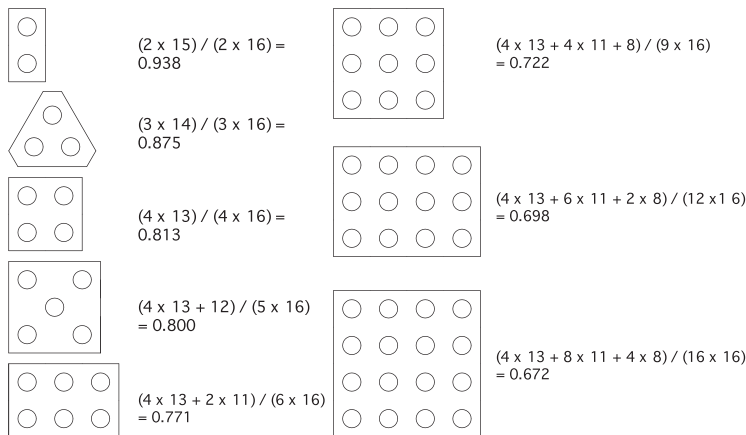 (2 x 15) / (2 x 16) =
0.938
(3 x 14) / (3 x 16) =
0.875
(4 x 13) / (4 x 16) =
0.813
(4 x 13 + 12) / (5 x 16)
= 0.800
(4 x 13 + 2 x 11) / (6 x 16)
= 0.771
(4 x 13 + 4 x 11 + 8) / (9 x 16)
= 0.722
(4 x 13 + 6 x 11 + 2 x 8) / (12 x1 6)
= 0.698
(4 x 13 + 8 x 11 + 4 x 8) / (16 x 16)
= 0.672